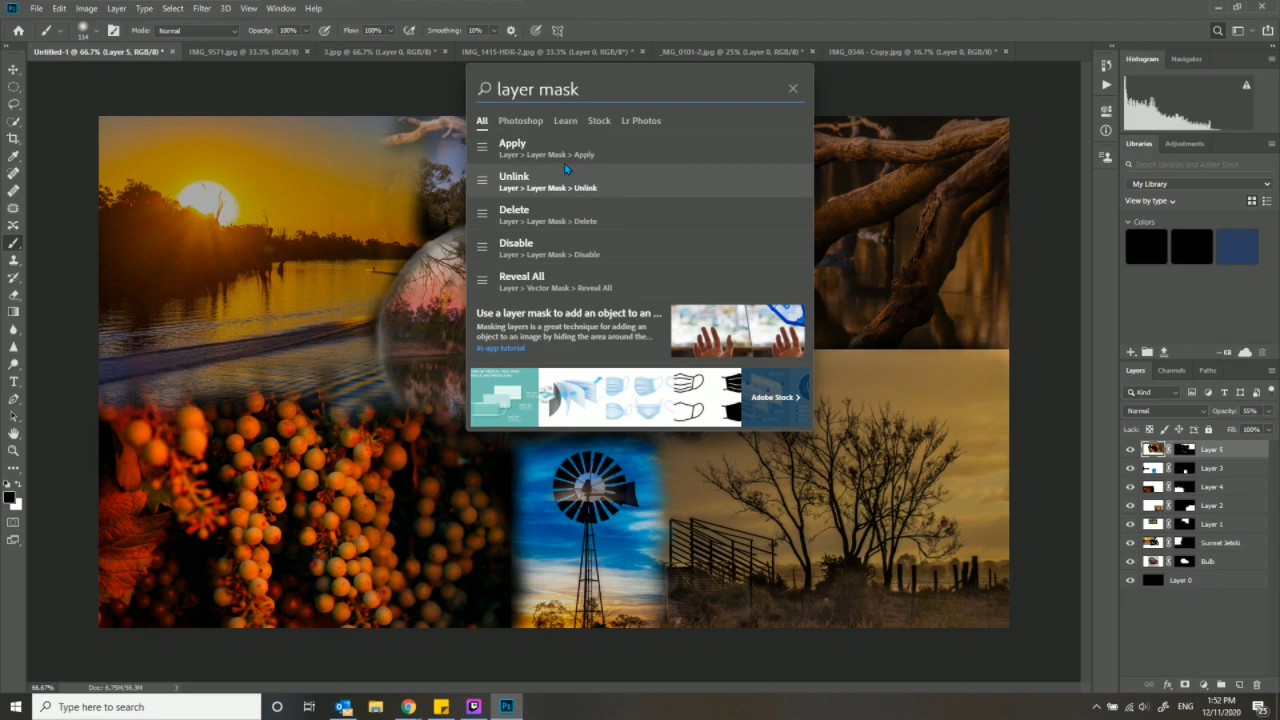 Ps File Edit Image Layer Type Select Filter 3D View Window Help
114 Mode: Normal Opacity: 100% Flow: 100% Smoothing: 10%
Untitled-1 @ 66.7% (Layer 5, RGB/8) * × IMG_9571.jpg @ 33.3% (RGB/8) × 3.jpg @ 66.7% (Layer 0, RGB/8) * × IMG_1415-HDR-2.jpg @ 33.3% (Layer 0, RGB/8*) * × _MG_0101-2.jpg @ 25% (Layer 0, RGB/8) * × IMG_0346 - Copy.jpg @ 16.7% (Layer 0, RGB/8) * ×
layer mask
All Photoshop Learn Stock Lr Photos
Apply
Layer > Layer Mask > Apply
Unlink
Layer > Layer Mask > Unlink
Delete
Layer > Layer Mask > Delete
Disable
Layer > Layer Mask > Disable
Reveal All
Layer > Vector Mask > Reveal All
Use a layer mask to add an object to an ...
Masking layers is a great technique for adding an
object to an image by hiding the area around the...
In-app tutorial
Adobe Stock >
Histogram Navigator
Libraries Adjustments
Search libraries and Adobe Stock
My Library
View by type
Colors
-- KB
Layers Channels Paths
Kind
Normal Opacity: 55%
Lock: Fill: 100%
Layer 5
Layer 3
Layer 4
Layer 2
Layer 1
Sunset Jetski
Bulb
Layer 0
66.67% Doc: 6.75M/56.3M
Type here to search
Ps
ENG
1:52 PM
12/11/2020
25